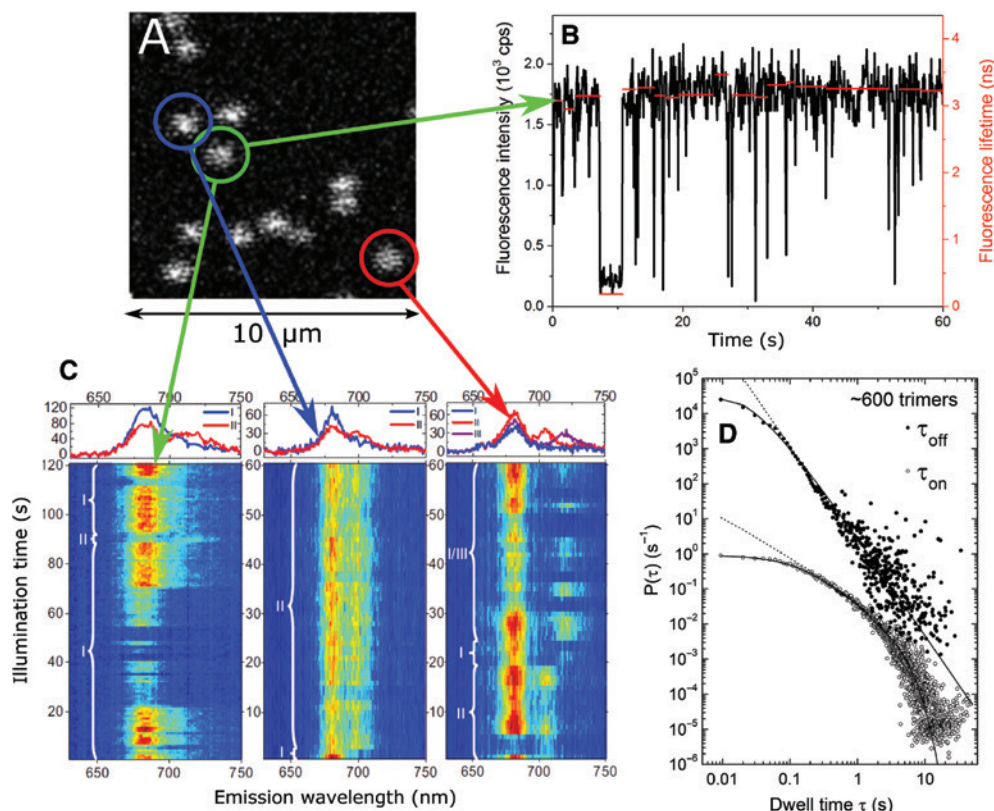 A
10 µm
B
Fluorescence intensity (10³ cps)
2.0
1.5
1.0
0.5
0.0
0 20 40 60
Time (s)
4
3
2
1
0
Fluorescence lifetime (ns)
C
650 700 750
650 700 750
650 700 750
120
80
40
0
I
II
60
30
0
I
II
60
30
0
I
II
III
Illumination time (s)
120
100
80
60
40
20
I
II
I
60
50
40
30
20
10
II
I
60
50
40
30
20
10
I/III
I
II
650 700 750
650 700 750
650 700 750
Emission wavelength (nm)
D
~600 trimers
τoff
τon
P(τ) (s⁻¹)
10⁵
10⁴
10³
10²
10¹
10⁰
10⁻¹
10⁻²
10⁻³
10⁻⁴
10⁻⁵
10⁻⁶
0.01 0.1 1 10
Dwell time τ (s)